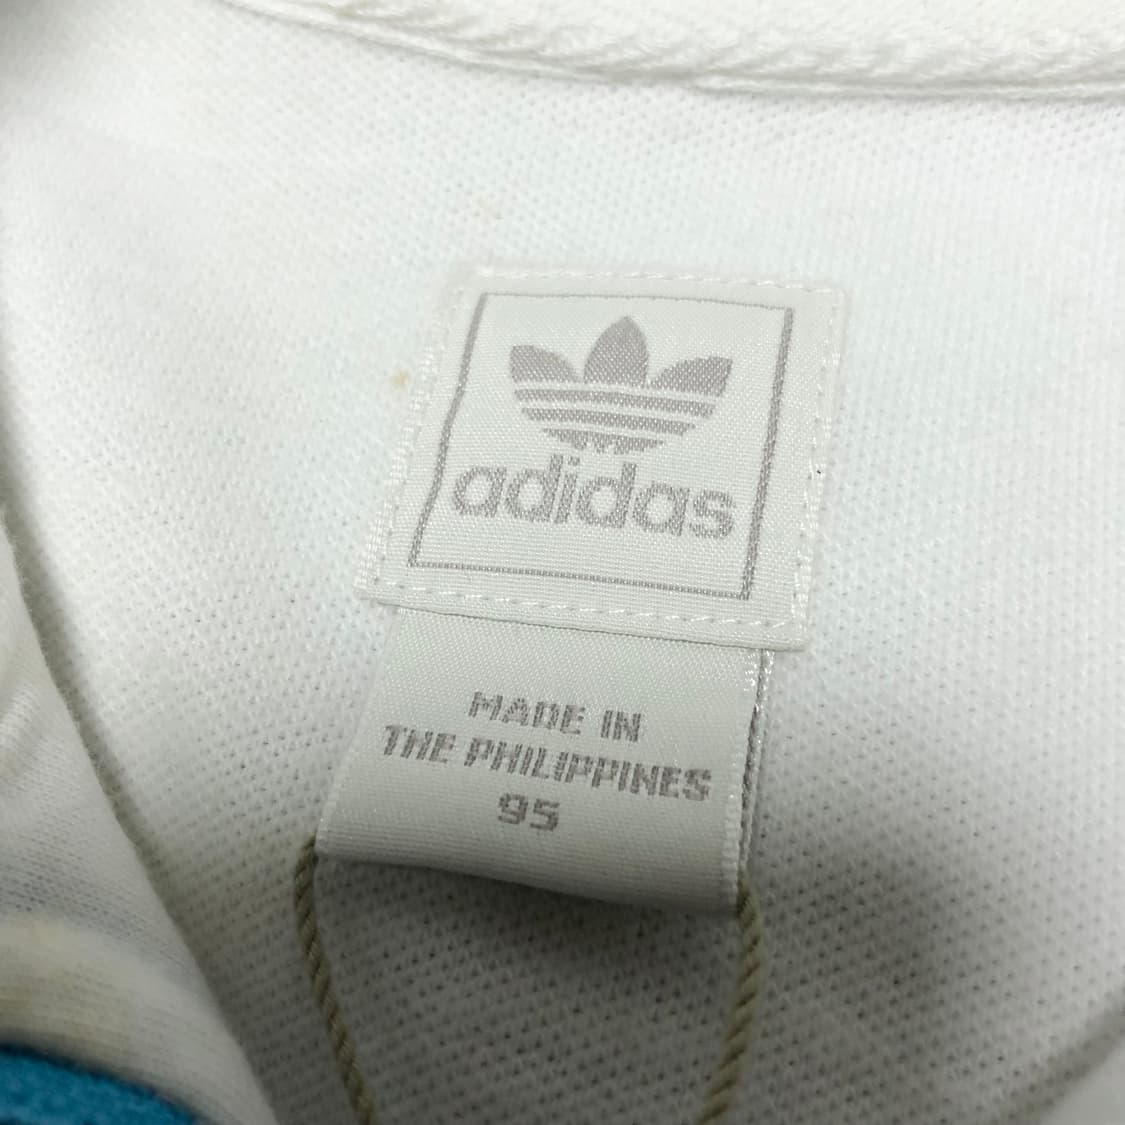 adidas
MADE IN
THE PHILIPPINES
95